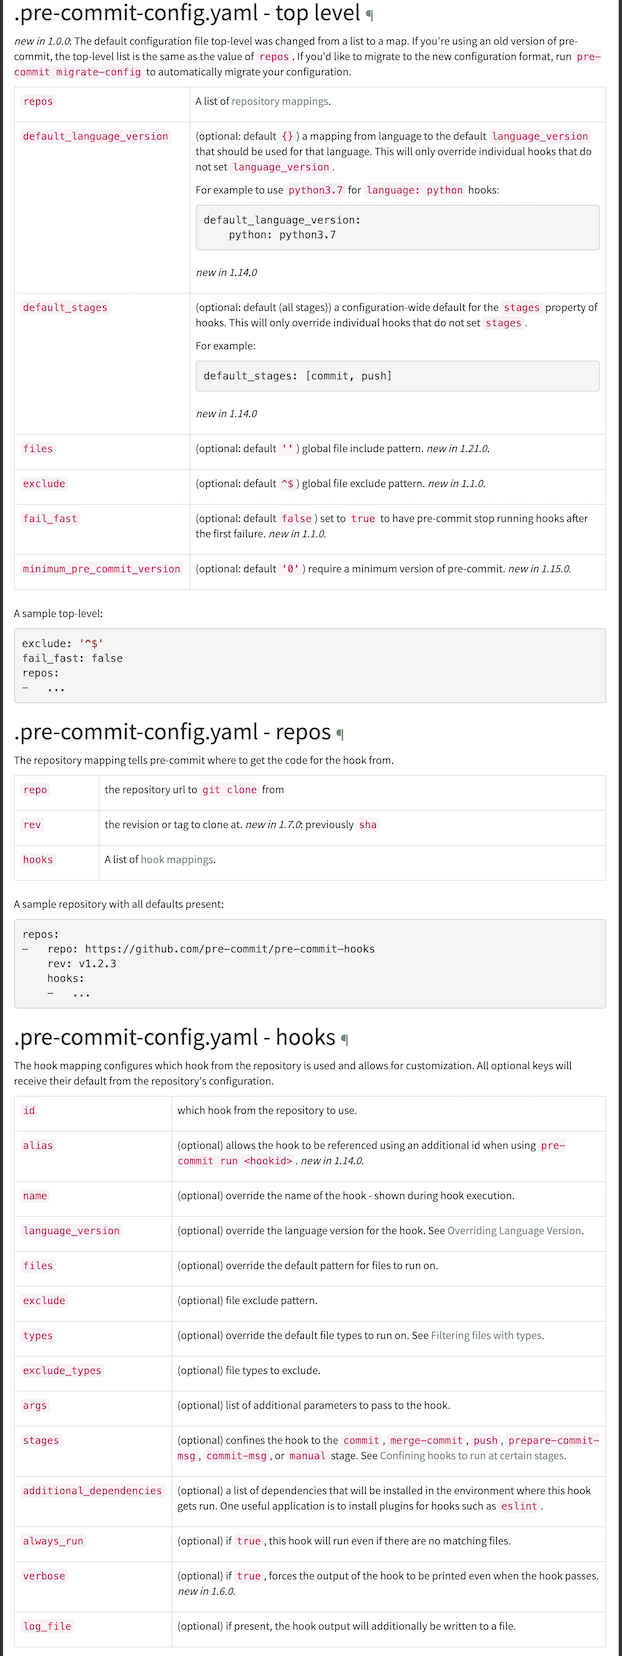 .pre-commit-config.yaml - top level ¶
new in 1.0.0: The default configuration file top-level was changed from a list to a map. If you're using an old version of pre-
commit, the top-level list is the same as the value of repos . If you'd like to migrate to the new configuration format, run pre-
commit migrate-config to automatically migrate your configuration.
repos
A list of repository mappings.
default_language_version
(optional: default {} ) a mapping from language to the default language_version
that should be used for that language. This will only override individual hooks that do
not set language_version .
For example to use python3.7 for language: python hooks:
default_language_version:
    python: python3.7
new in 1.14.0
default_stages
(optional: default (all stages)) a configuration-wide default for the stages property of
hooks. This will only override individual hooks that do not set stages .
For example:
default_stages: [commit, push]
new in 1.14.0
files
(optional: default '' ) global file include pattern. new in 1.21.0.
exclude
(optional: default ^$ ) global file exclude pattern. new in 1.1.0.
fail_fast
(optional: default false ) set to true to have pre-commit stop running hooks after
the first failure. new in 1.1.0.
minimum_pre_commit_version
(optional: default '0' ) require a minimum version of pre-commit. new in 1.15.0.
A sample top-level:
exclude: '^$'
fail_fast: false
repos:
-   ...
.pre-commit-config.yaml - repos ¶
The repository mapping tells pre-commit where to get the code for the hook from.
repo
the repository url to git clone from
rev
the revision or tag to clone at. new in 1.7.0: previously sha
hooks
A list of hook mappings.
A sample repository with all defaults present:
repos:
-   repo: https://github.com/pre-commit/pre-commit-hooks
    rev: v1.2.3
    hooks:
    -   ...
.pre-commit-config.yaml - hooks ¶
The hook mapping configures which hook from the repository is used and allows for customization. All optional keys will
receive their default from the repository's configuration.
id
which hook from the repository to use.
alias
(optional) allows the hook to be referenced using an additional id when using pre-
commit run <hookid> . new in 1.14.0.
name
(optional) override the name of the hook - shown during hook execution.
language_version
(optional) override the language version for the hook. See Overriding Language Version.
files
(optional) override the default pattern for files to run on.
exclude
(optional) file exclude pattern.
types
(optional) override the default file types to run on. See Filtering files with types.
exclude_types
(optional) file types to exclude.
args
(optional) list of additional parameters to pass to the hook.
stages
(optional) confines the hook to the commit , merge-commit , push , prepare-commit-
msg , commit-msg , or manual stage. See Confining hooks to run at certain stages.
additional_dependencies
(optional) a list of dependencies that will be installed in the environment where this hook
gets run. One useful application is to install plugins for hooks such as eslint .
always_run
(optional) if true , this hook will run even if there are no matching files.
verbose
(optional) if true , forces the output of the hook to be printed even when the hook passes.
new in 1.6.0.
log_file
(optional) if present, the hook output will additionally be written to a file.